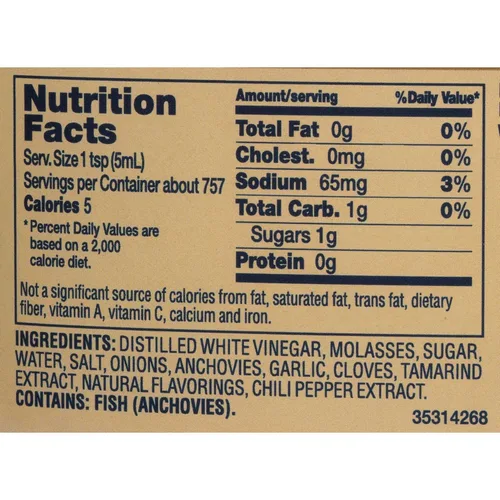 Nutrition
Facts
Serv. Size 1 tsp (5mL)
Servings per Container about 757
Calories 5
*Percent Daily Values are
based on a 2,000
calorie diet.
Amount/serving %Daily Value*
Total Fat 0g 0%
Cholest. 0mg 0%
Sodium 65mg 3%
Total Carb. 1g 0%
Sugars 1g
Protein 0g
Not a significant source of calories from fat, saturated fat, trans fat, dietary
fiber, vitamin A, vitamin C, calcium and iron.
INGREDIENTS: DISTILLED WHITE VINEGAR, MOLASSES, SUGAR,
WATER, SALT, ONIONS, ANCHOVIES, GARLIC, CLOVES, TAMARIND
EXTRACT, NATURAL FLAVORINGS, CHILI PEPPER EXTRACT.
CONTAINS: FISH (ANCHOVIES).
35314268